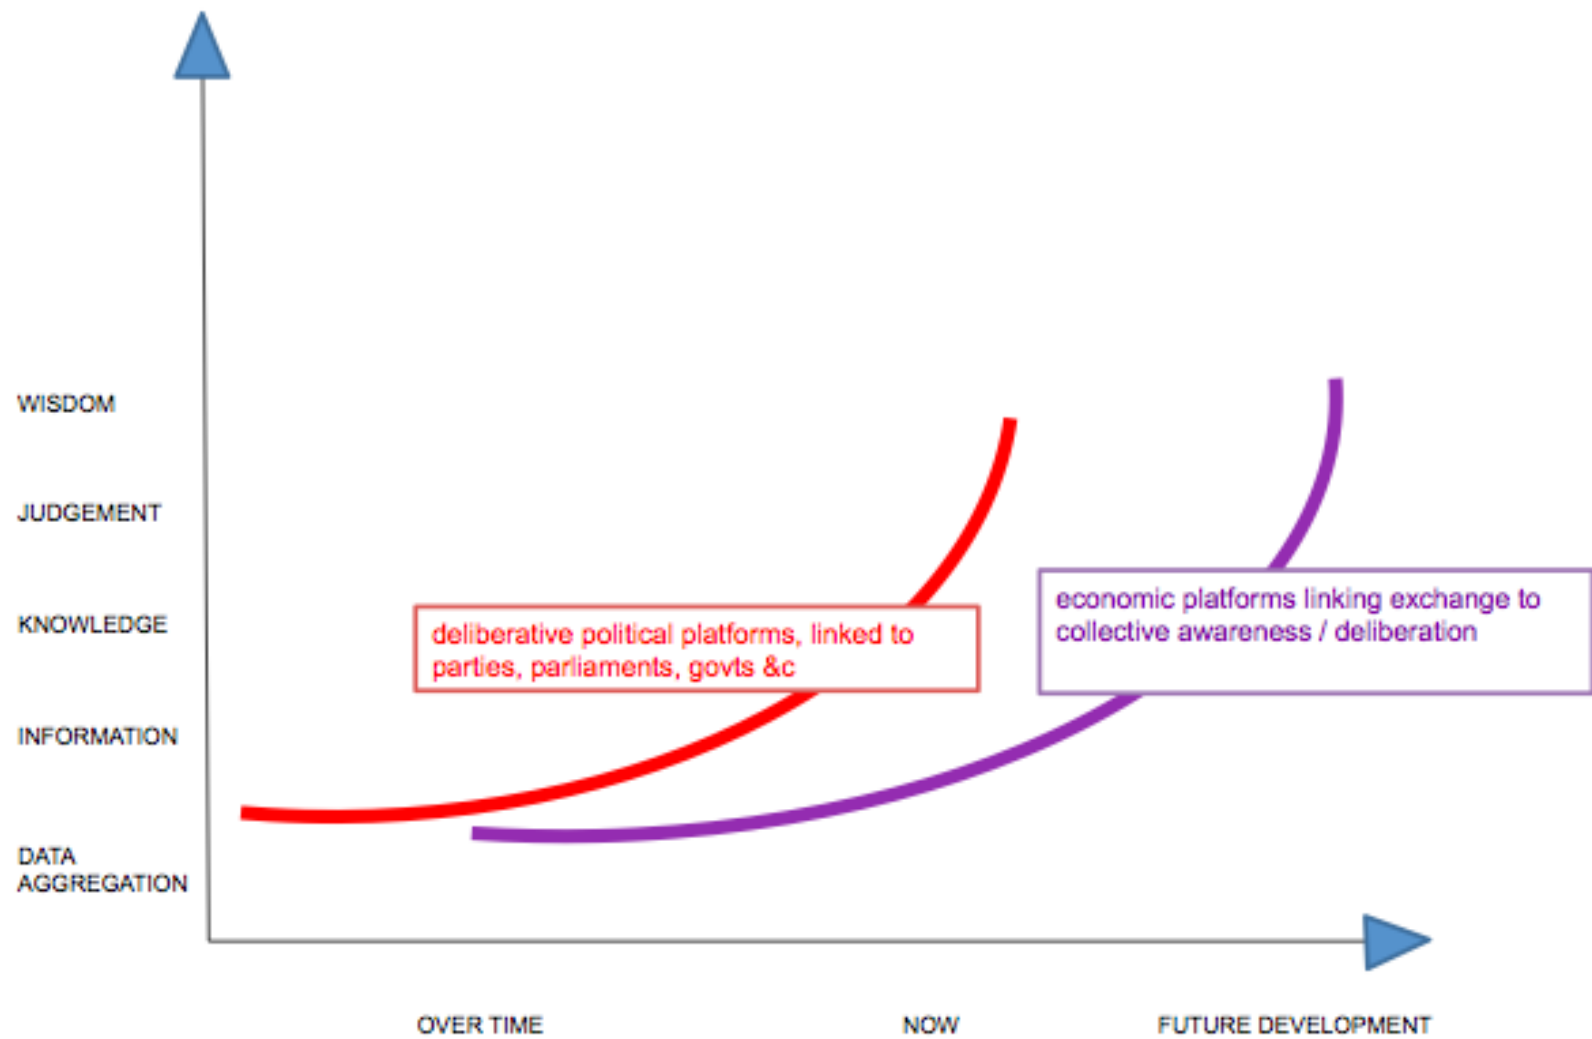 WISDOM
JUDGEMENT
KNOWLEDGE
INFORMATION
DATA
AGGREGATION
deliberative political platforms, linked to
parties, parliaments, govts &c
economic platforms linking exchange to
collective awareness / deliberation
OVER TIME
NOW
FUTURE DEVELOPMENT